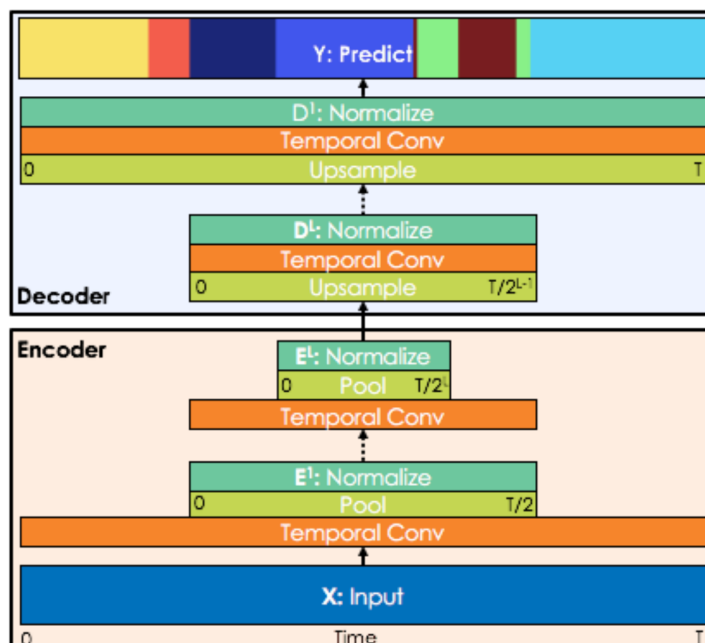 Y: Predict
D¹: Normalize
Temporal Conv
0 Upsample T
Dᴸ: Normalize
Temporal Conv
0 Upsample T/2ᴸ⁻¹
Decoder
Encoder
Eᴸ: Normalize
0 Pool T/2ᴸ
Temporal Conv
E¹: Normalize
0 Pool T/2
Temporal Conv
X: Input
0 Time T